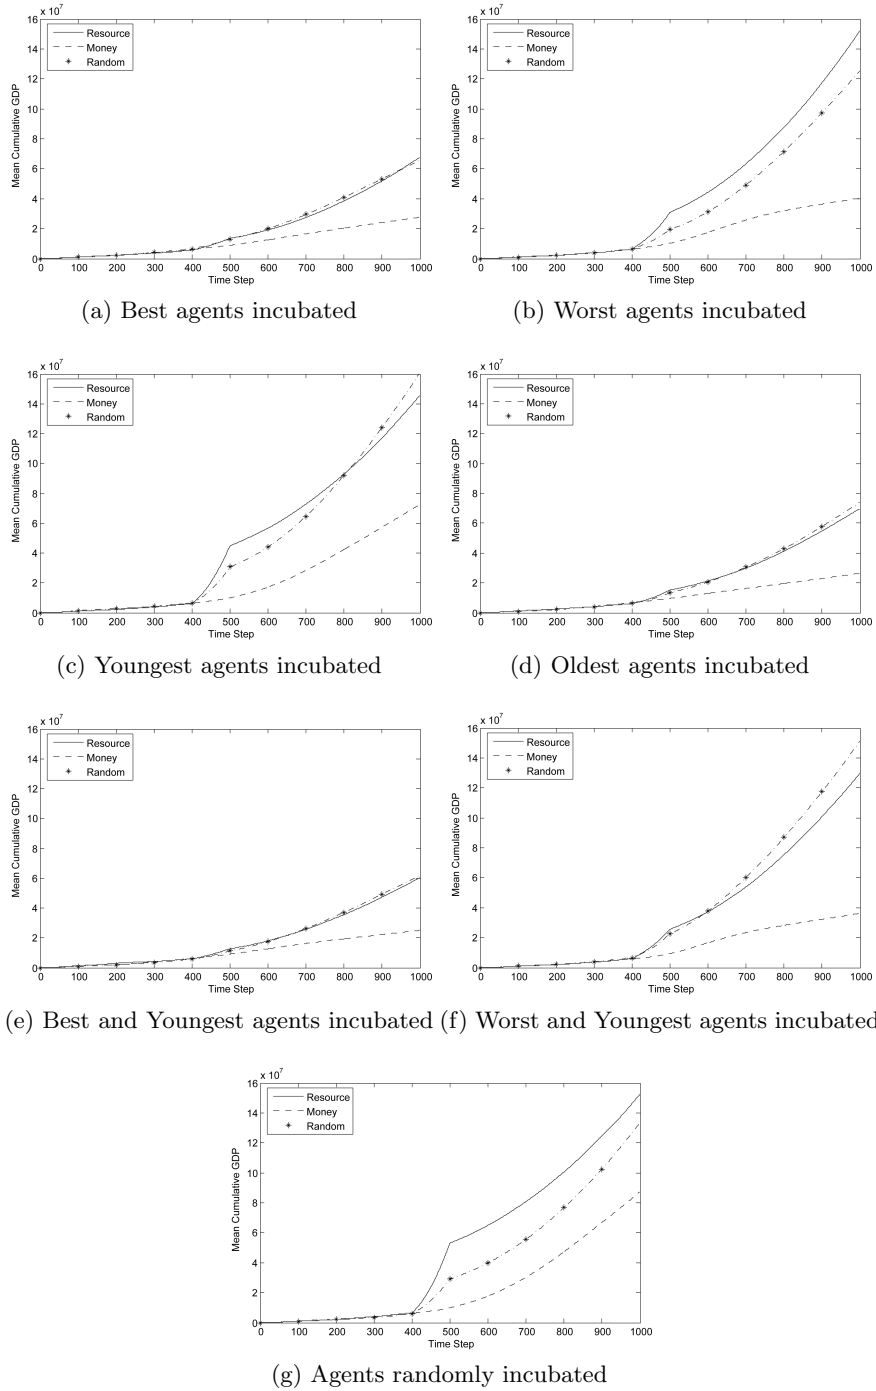 x 10^7
16
14
12
10
8
6
4
2
0
Mean Cumulative GDP
Resource
Money
Random
0 100 200 300 400 500 600 700 800 900 1000
Time Step
(a) Best agents incubated
x 10^7
16
14
12
10
8
6
4
2
0
Mean Cumulative GDP
Resource
Money
Random
0 100 200 300 400 500 600 700 800 900 1000
Time Step
(b) Worst agents incubated
x 10^7
16
14
12
10
8
6
4
2
0
Mean Cumulative GDP
Resource
Money
Random
0 100 200 300 400 500 600 700 800 900 1000
Time Step
(c) Youngest agents incubated
x 10^7
16
14
12
10
8
6
4
2
0
Mean Cumulative GDP
Resource
Money
Random
0 100 200 300 400 500 600 700 800 900 1000
Time Step
(d) Oldest agents incubated
x 10^7
16
14
12
10
8
6
4
2
0
Mean Cumulative GDP
Resource
Money
Random
0 100 200 300 400 500 600 700 800 900 1000
Time Step
(e) Best and Youngest agents incubated
x 10^7
16
14
12
10
8
6
4
2
0
Mean Cumulative GDP
Resource
Money
Random
0 100 200 300 400 500 600 700 800 900 1000
Time Step
(f) Worst and Youngest agents incubated
x 10^7
16
14
12
10
8
6
4
2
0
Mean Cumulative GDP
Resource
Money
Random
0 100 200 300 400 500 600 700 800 900 1000
Time Step
(g) Agents randomly incubated